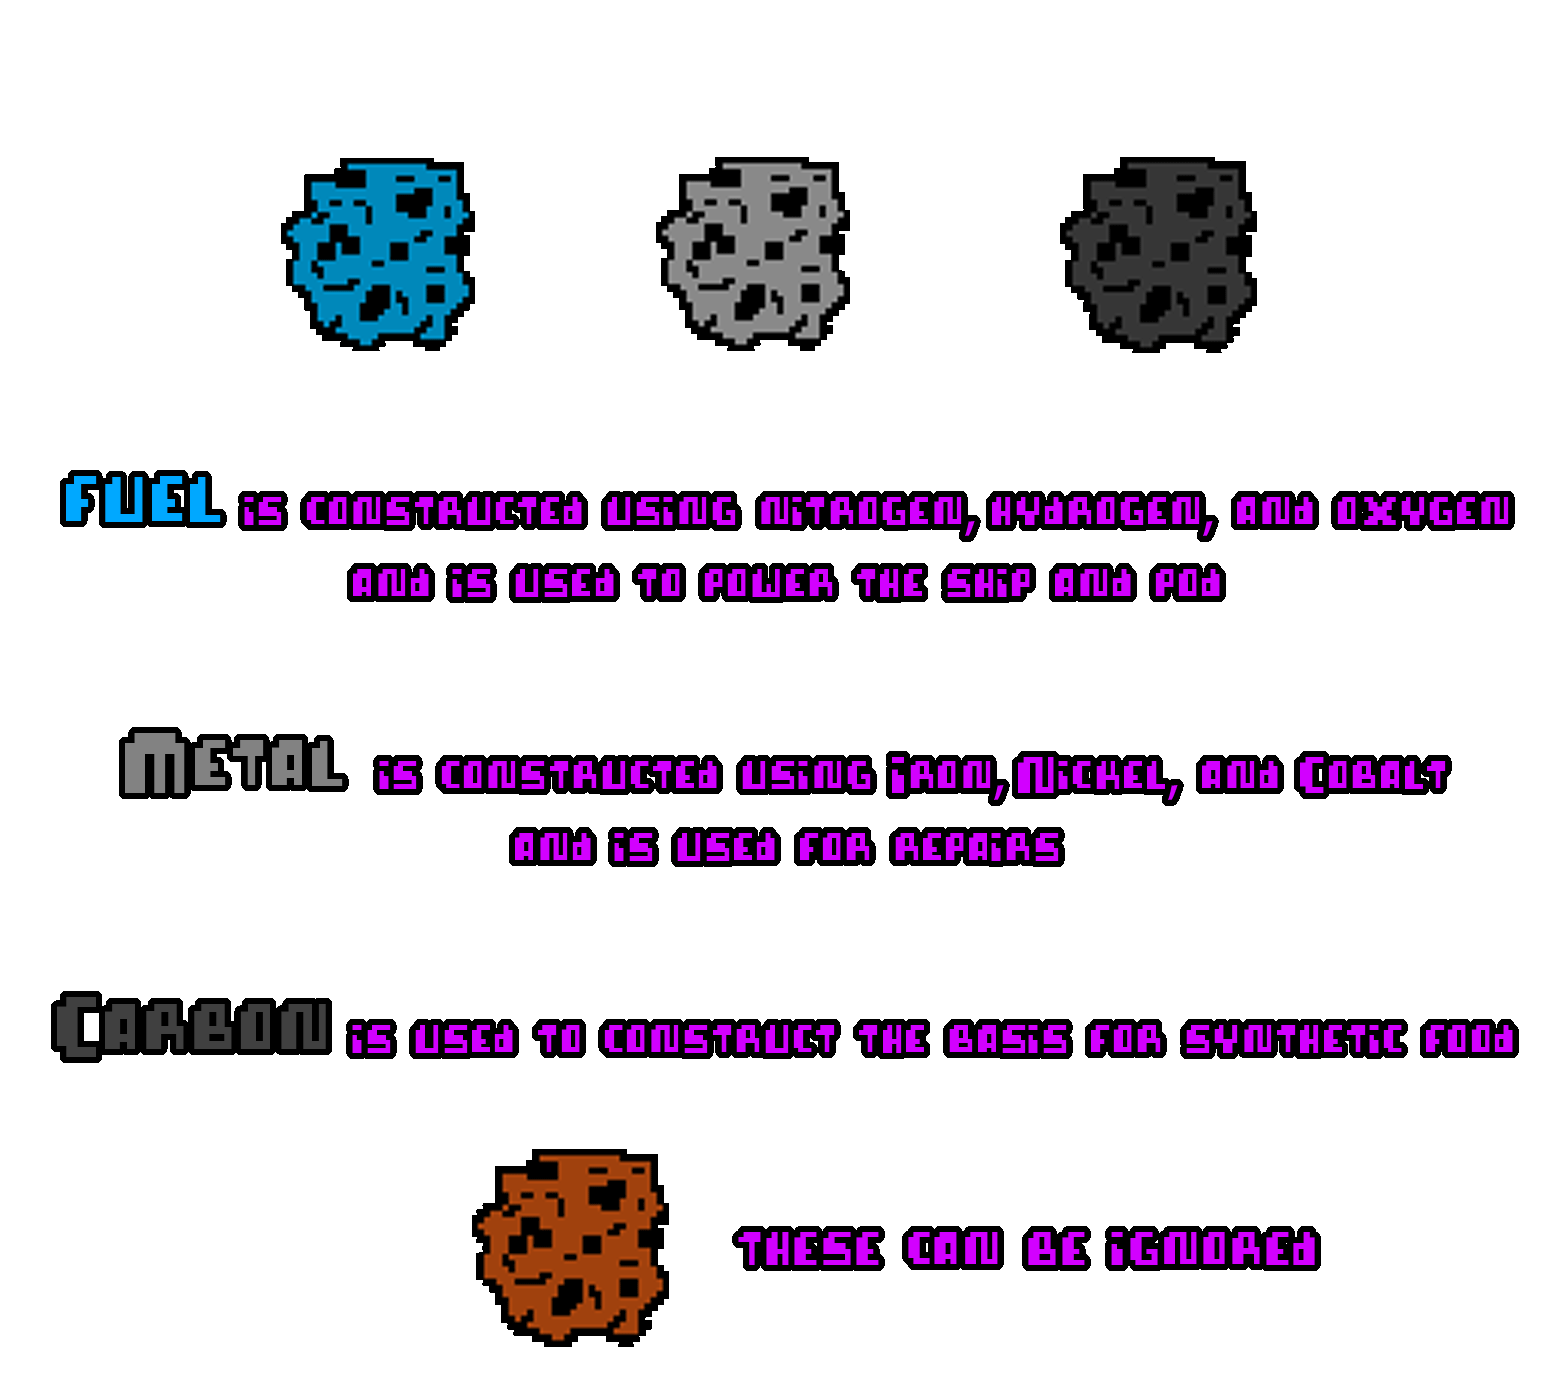 FUEL is constructed using nitrogen, hydrogen, and oxygen
and is used to power the ship and pod
Metal is constructed using Iron, Nickel, and Cobalt
and is used for repairs
Carbon is used to construct the basis for synthetic food
these can be ignored